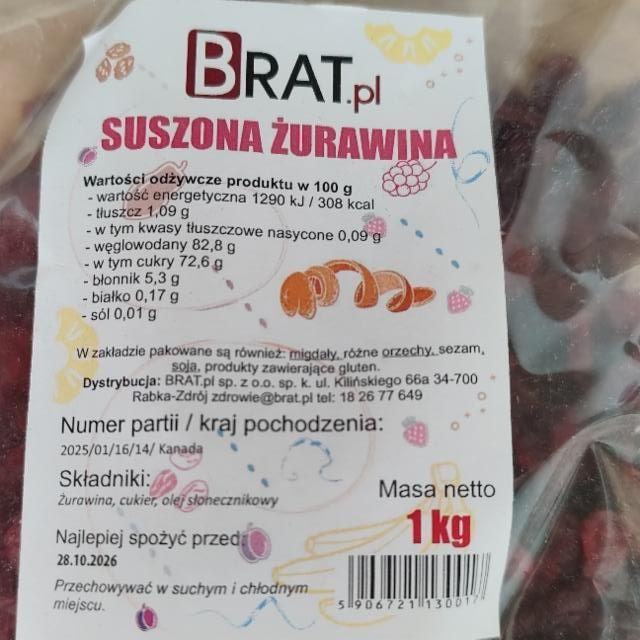 BRAT.pl
SUSZONA ŻURAWINA
Wartości odżywcze produktu w 100 g
- wartość energetyczna 1290 kJ / 308 kcal
- tłuszcz 1,09 g
- w tym kwasy tłuszczowe nasycone 0,09 g
- węglowodany 82,8 g
- w tym cukry 72,6 g
- błonnik 5,3 g
- białko 0,17 g
- sól 0,01 g
W zakładzie pakowane są również: migdały, różne orzechy, sezam,
soja, produkty zawierające gluten.
Dystrybucja: BRAT.pl sp. z o.o. sp. k. ul. Kilińskiego 66a 34-700
Rabka-Zdrój zdrowie@brat.pl tel: 18 26 77 649
Numer partii / kraj pochodzenia:
2025/01/16/14/ Kanada
Składniki:
Żurawina, cukier, olej słonecznikowy
Masa netto
1 kg
Najlepiej spożyć przed:
28.10.2026
Przechowywać w suchym i chłodnym
miejscu.
5 906721 130017